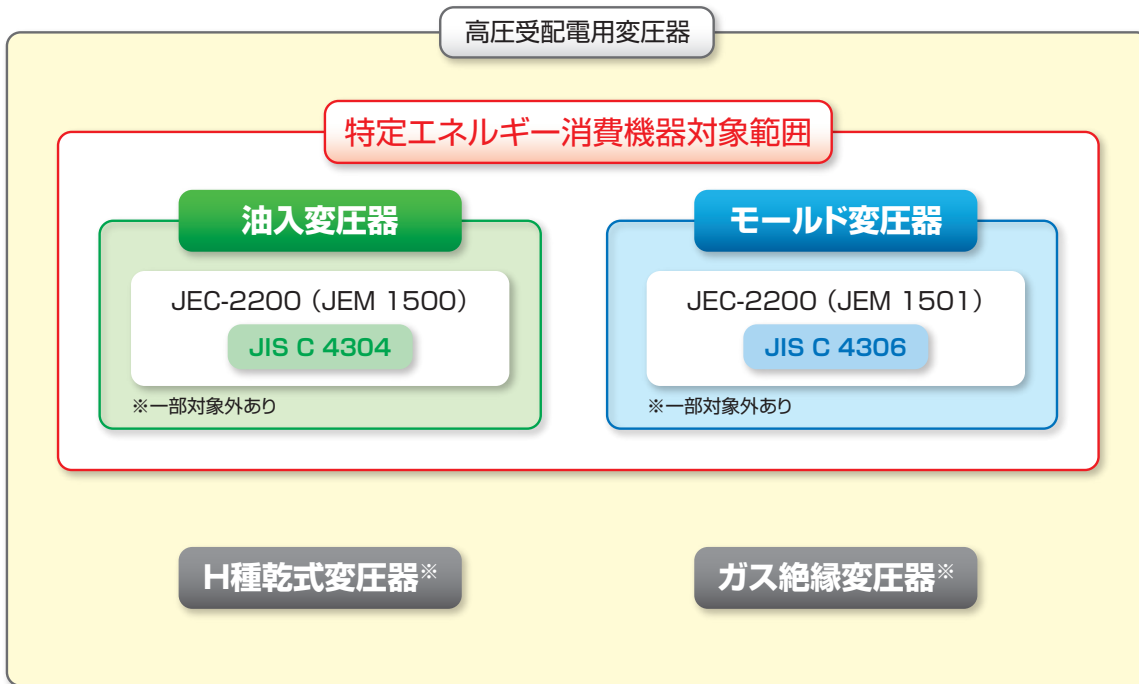 高圧受配電用変圧器
特定エネルギー消費機器対象範囲
油入変圧器
JEC-2200（JEM 1500）
JIS C 4304
※一部対象外あり
モールド変圧器
JEC-2200（JEM 1501）
JIS C 4306
※一部対象外あり
H種乾式変圧器※
ガス絶縁変圧器※